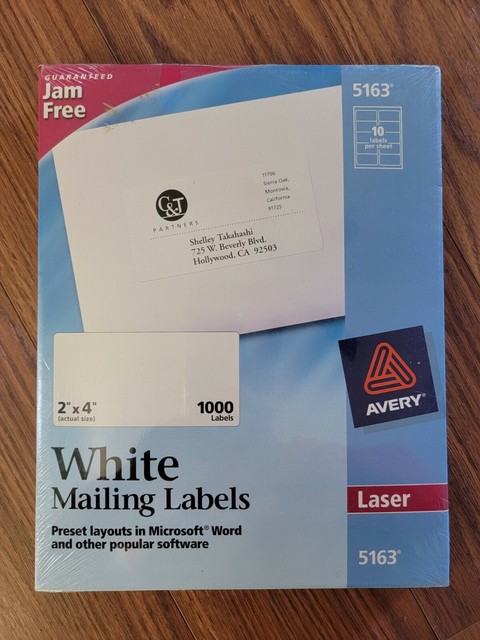 GUARANTEED
Jam
Free
5163®
10
labels
per sheet
G&T
PARTNERS
11706
Sierra Oak,
Monrovia,
California
91725
Shelley Takahashi
725 W. Beverly Blvd.
Hollywood, CA 92503
2" x 4"
(actual size)
1000
Labels
AVERY®
White
Mailing Labels
Laser
Preset layouts in Microsoft® Word
and other popular software
5163®